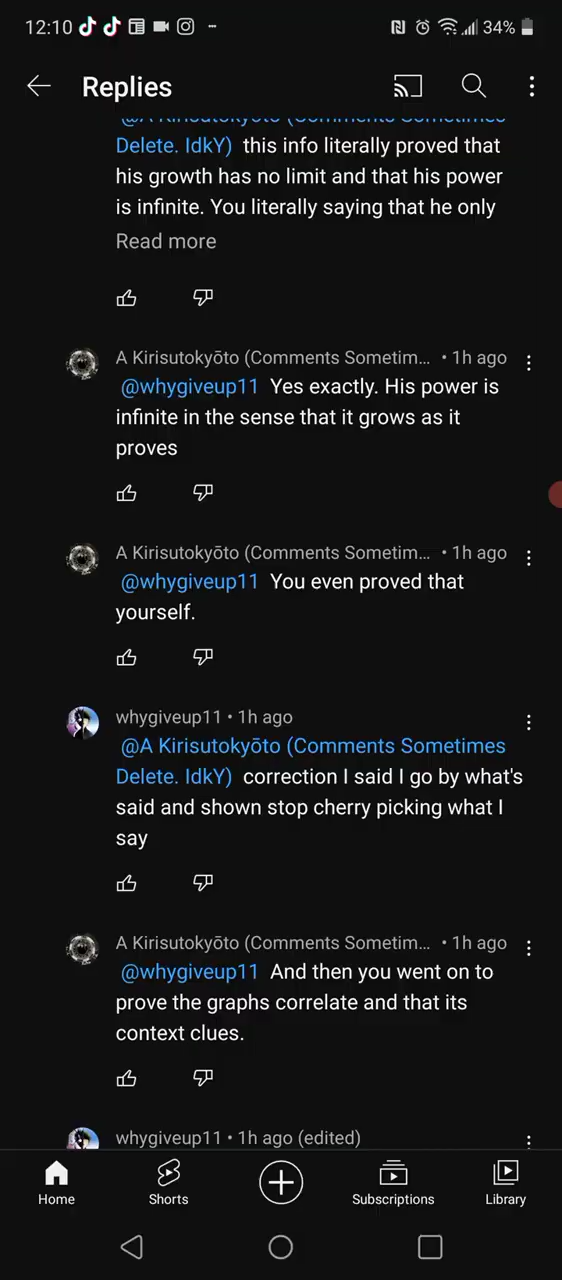 12:10
34%
Replies
@A Kirisutokyōto (Comments Sometimes
Delete. IdkY) this info literally proved that
his growth has no limit and that his power
is infinite. You literally saying that he only
Read more
A Kirisutokyōto (Comments Sometim... • 1h ago
@whygiveup11 Yes exactly. His power is
infinite in the sense that it grows as it
proves
A Kirisutokyōto (Comments Sometim... • 1h ago
@whygiveup11 You even proved that
yourself.
whygiveup11 • 1h ago
@A Kirisutokyōto (Comments Sometimes
Delete. IdkY) correction I said I go by what's
said and shown stop cherry picking what I
say
A Kirisutokyōto (Comments Sometim... • 1h ago
@whygiveup11 And then you went on to
prove the graphs correlate and that its
context clues.
whygiveup11 • 1h ago (edited)
Home
Shorts
Subscriptions
Library